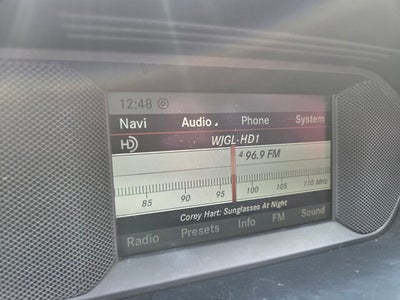 12:48
Navi Audio Phone System
HD WJGL-HD1
4 96.9 FM
85 90 95 100 105 110 MHz
Corey Hart: Sunglasses At Night
Radio Presets Info FM Sound